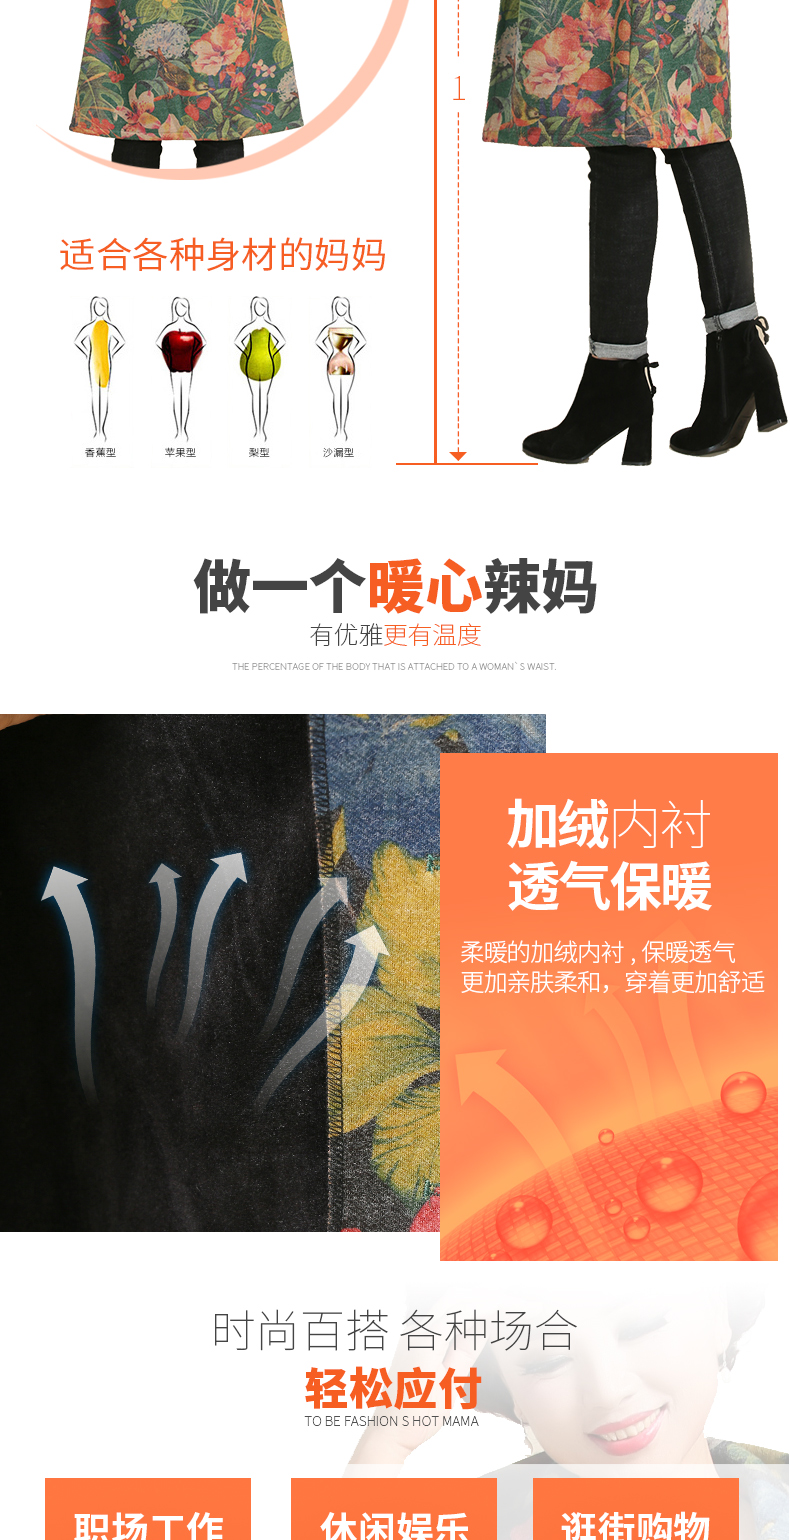 1
适合各种身材的妈妈
香蕉型 苹果型 梨型 沙漏型
做一个暖心辣妈
有优雅更有温度
THE PERCENTAGE OF THE BODY THAT IS ATTACHED TO A WOMAN`S WAIST.
加绒内衬
透气保暖
柔暖的加绒内衬 , 保暖透气
更加亲肤柔和，穿着更加舒适
时尚百搭 各种场合
轻松应付
TO BE FASHION S HOT MAMA
职场工作 休闲娱乐 逛街购物